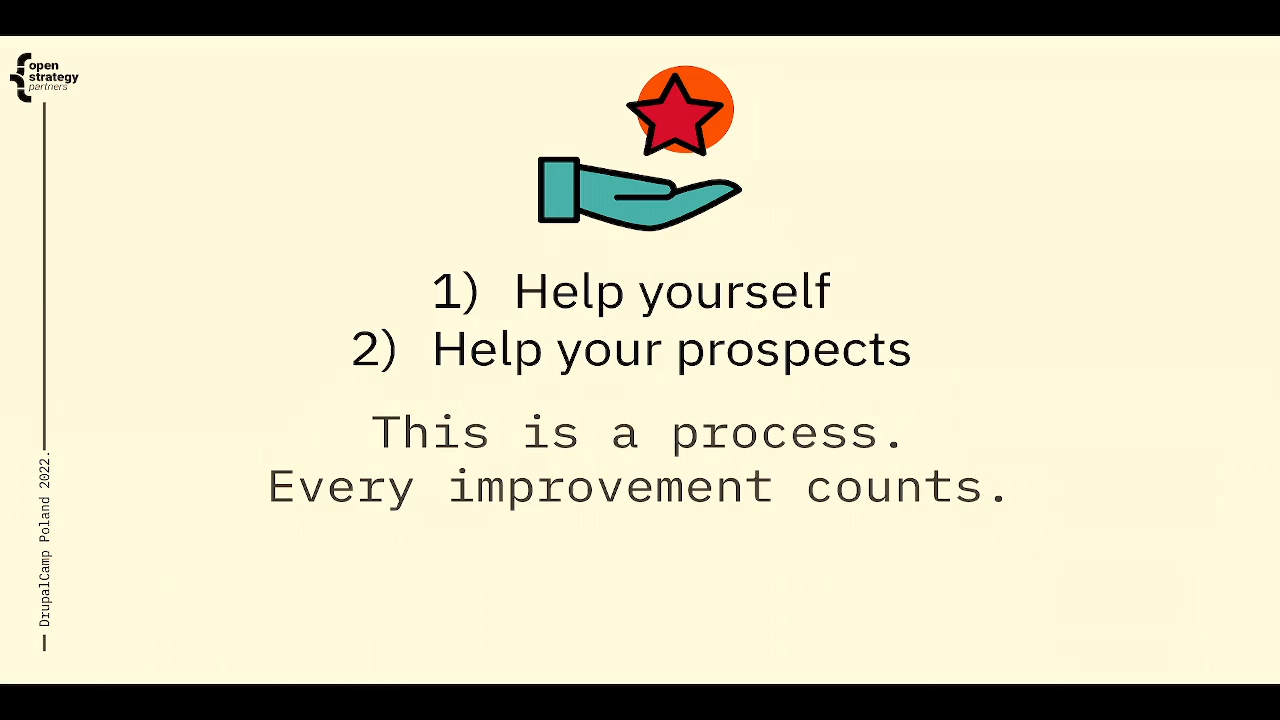 open
strategy
partners
1) Help yourself
2) Help your prospects
This is a process.
Every improvement counts.
DrupalCamp Poland 2022.